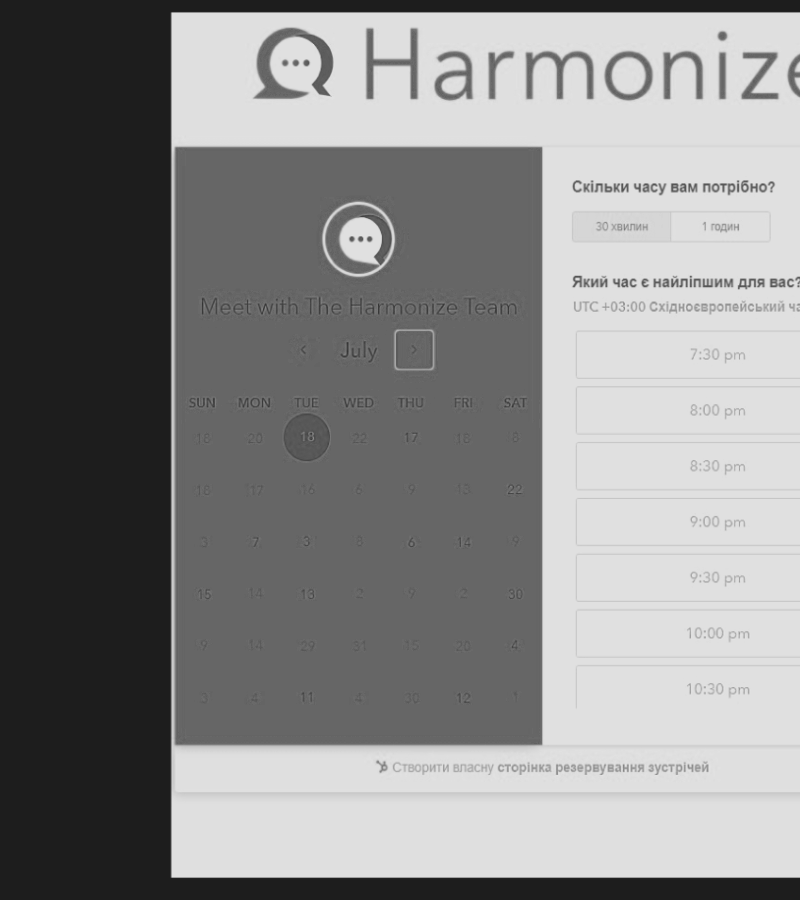 Harmonize
Meet with The Harmonize Team
July
SUN MON TUE WED THU FRI SAT
18 20 18 22 17 18 8
18 17 16 6 9 13 22
3 7 3 8 6 14 9
15 14 13 2 9 2 30
9 14 29 31 15 20 4
3 4 11 4 30 12 1
Скільки часу вам потрібно?
30 хвилин 1 годин
Який час є найліпшим для вас?
UTC +03:00 Східноєвропейський ча
7:30 pm
8:00 pm
8:30 pm
9:00 pm
9:30 pm
10:00 pm
10:30 pm
Створити власну сторінка резервування зустрічей